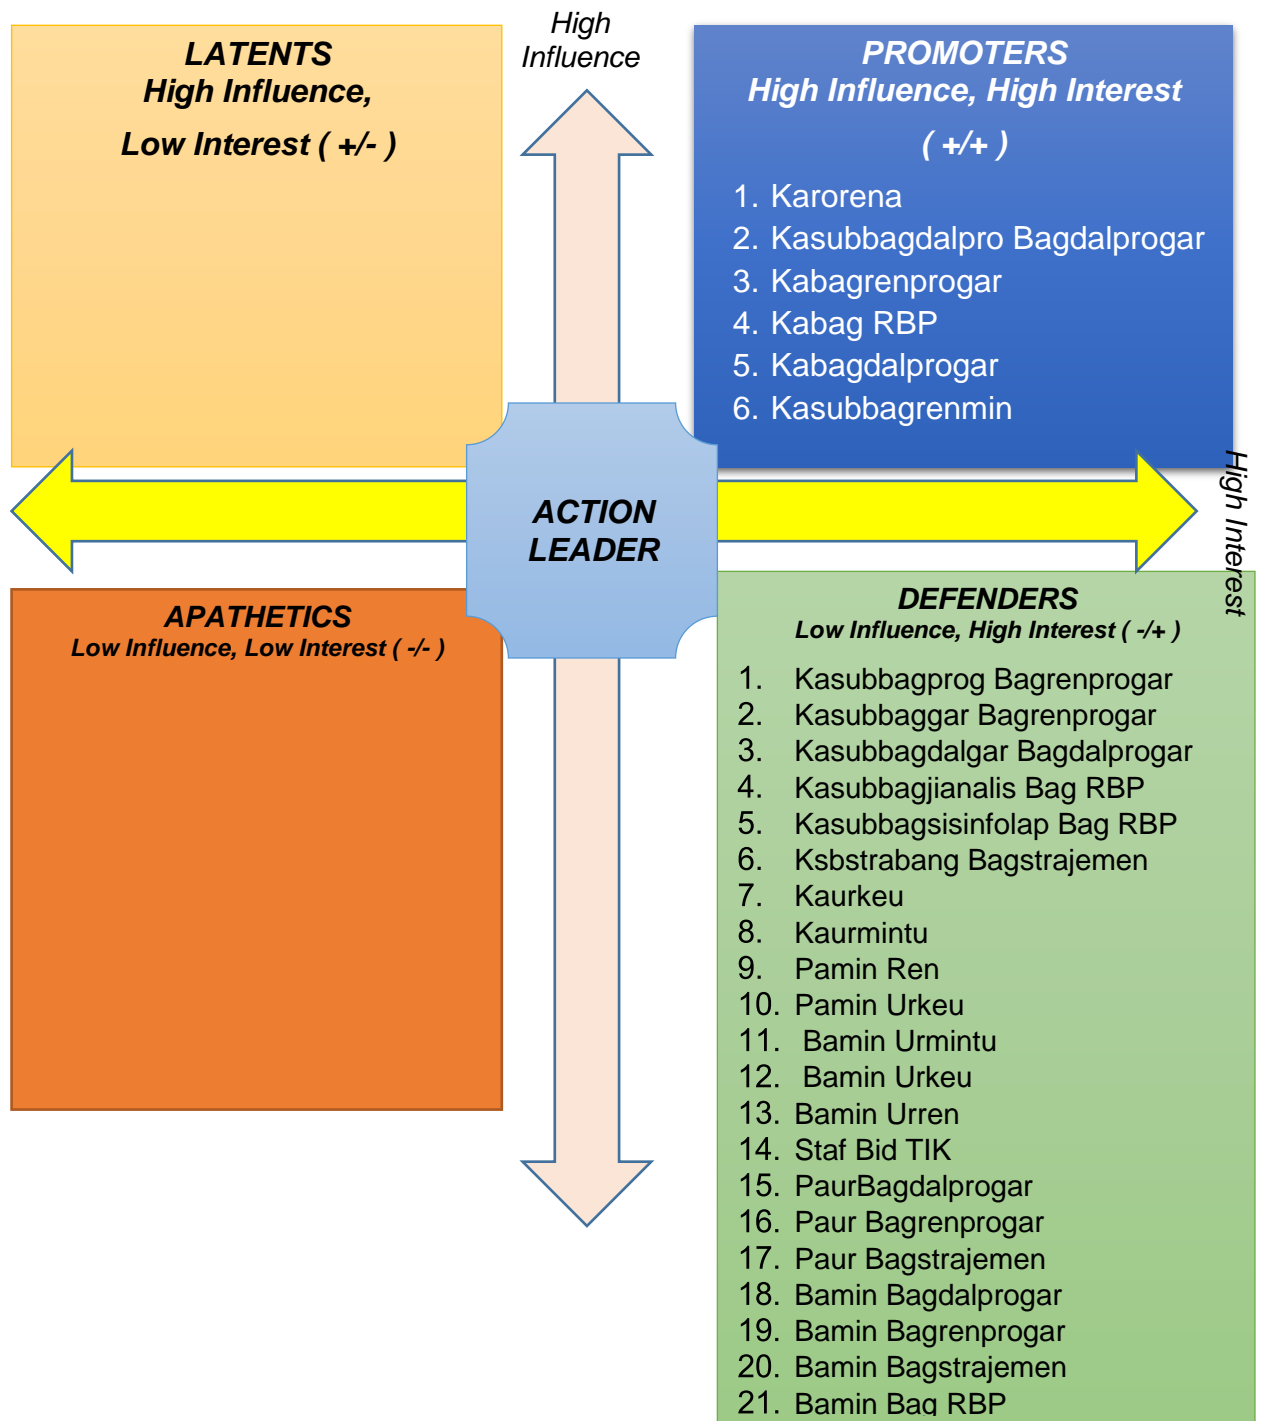 High
Influence
LATENTS
High Influence,
Low Interest ( +/- )
PROMOTERS
High Influence, High Interest
( +/+ )
1. Karorena
2. Kasubbagdalpro Bagdalprogar
3. Kabagrenprogar
4. Kabag RBP
5. Kabagdalprogar
6. Kasubbagrenmin
ACTION
LEADER
High Interest
APATHETICS
Low Influence, Low Interest ( -/- )
DEFENDERS
Low Influence, High Interest ( -/+ )
1. Kasubbagprog Bagrenprogar
2. Kasubbaggar Bagrenprogar
3. Kasubbagdalgar Bagdalprogar
4. Kasubbagjianalis Bag RBP
5. Kasubbagsisinfolap Bag RBP
6. Ksbstrabang Bagstrajemen
7. Kaurkeu
8. Kaurmintu
9. Pamin Ren
10. Pamin Urkeu
11. Bamin Urmintu
12. Bamin Urkeu
13. Bamin Urren
14. Staf Bid TIK
15. PaurBagdalprogar
16. Paur Bagrenprogar
17. Paur Bagstrajemen
18. Bamin Bagdalprogar
19. Bamin Bagrenprogar
20. Bamin Bagstrajemen
21. Bamin Bag RBP